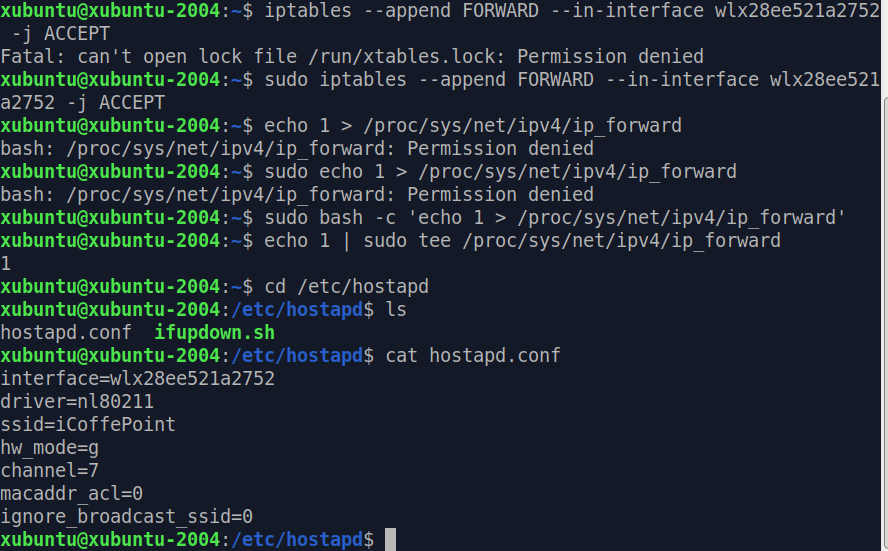 xubuntu@xubuntu-2004:~$ iptables --append FORWARD --in-interface wlx28ee521a2752
 -j ACCEPT
Fatal: can't open lock file /run/xtables.lock: Permission denied
xubuntu@xubuntu-2004:~$ sudo iptables --append FORWARD --in-interface wlx28ee521
a2752 -j ACCEPT
xubuntu@xubuntu-2004:~$ echo 1 > /proc/sys/net/ipv4/ip_forward
bash: /proc/sys/net/ipv4/ip_forward: Permission denied
xubuntu@xubuntu-2004:~$ sudo echo 1 > /proc/sys/net/ipv4/ip_forward
bash: /proc/sys/net/ipv4/ip_forward: Permission denied
xubuntu@xubuntu-2004:~$ sudo bash -c 'echo 1 > /proc/sys/net/ipv4/ip_forward'
xubuntu@xubuntu-2004:~$ echo 1 | sudo tee /proc/sys/net/ipv4/ip_forward
1
xubuntu@xubuntu-2004:~$ cd /etc/hostapd
xubuntu@xubuntu-2004:/etc/hostapd$ ls
hostapd.conf  ifupdown.sh
xubuntu@xubuntu-2004:/etc/hostapd$ cat hostapd.conf
interface=wlx28ee521a2752
driver=nl80211
ssid=iCoffePoint
hw_mode=g
channel=7
macaddr_acl=0
ignore_broadcast_ssid=0
xubuntu@xubuntu-2004:/etc/hostapd$